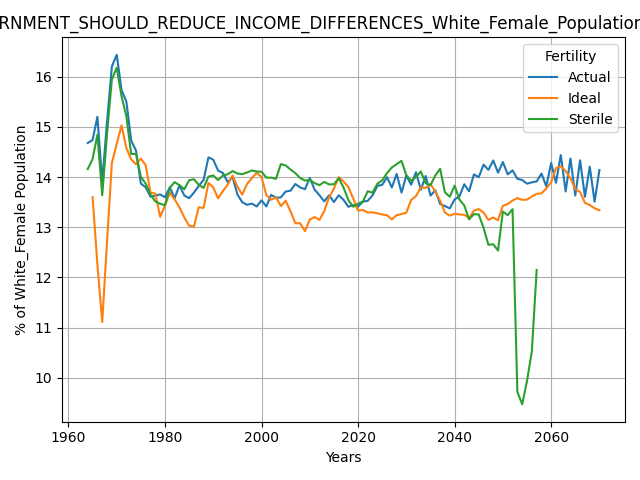 RNMENT_SHOULD_REDUCE_INCOME_DIFFERENCES_White_Female_Population
Fertility
Actual
Ideal
Sterile
% of White_Female Population
16
15
14
13
12
11
10
1960 1980 2000 2020 2040 2060
Years